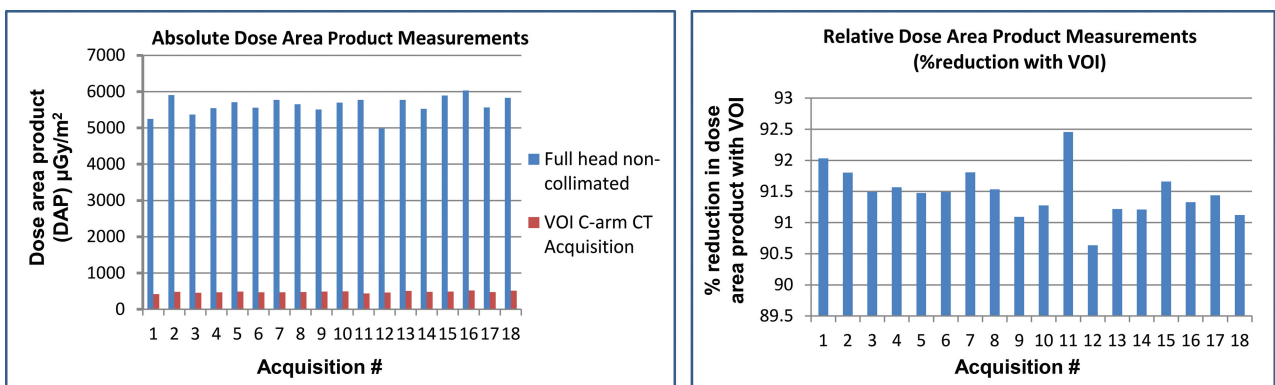 Absolute Dose Area Product Measurements
7000
6000
5000
4000
3000
2000
1000
0
Dose area product
(DAP) µGy/m²
1 2 3 4 5 6 7 8 9 10 11 12 13 14 15 16 17 18
Acquisition #
Full head non-
collimated
VOI C-arm CT
Acquisition
Relative Dose Area Product Measurements
(%reduction with VOI)
93
92.5
92
91.5
91
90.5
90
89.5
% reduction in dose
area product with VOI
1 2 3 4 5 6 7 8 9 10 11 12 13 14 15 16 17 18
Acquisition #